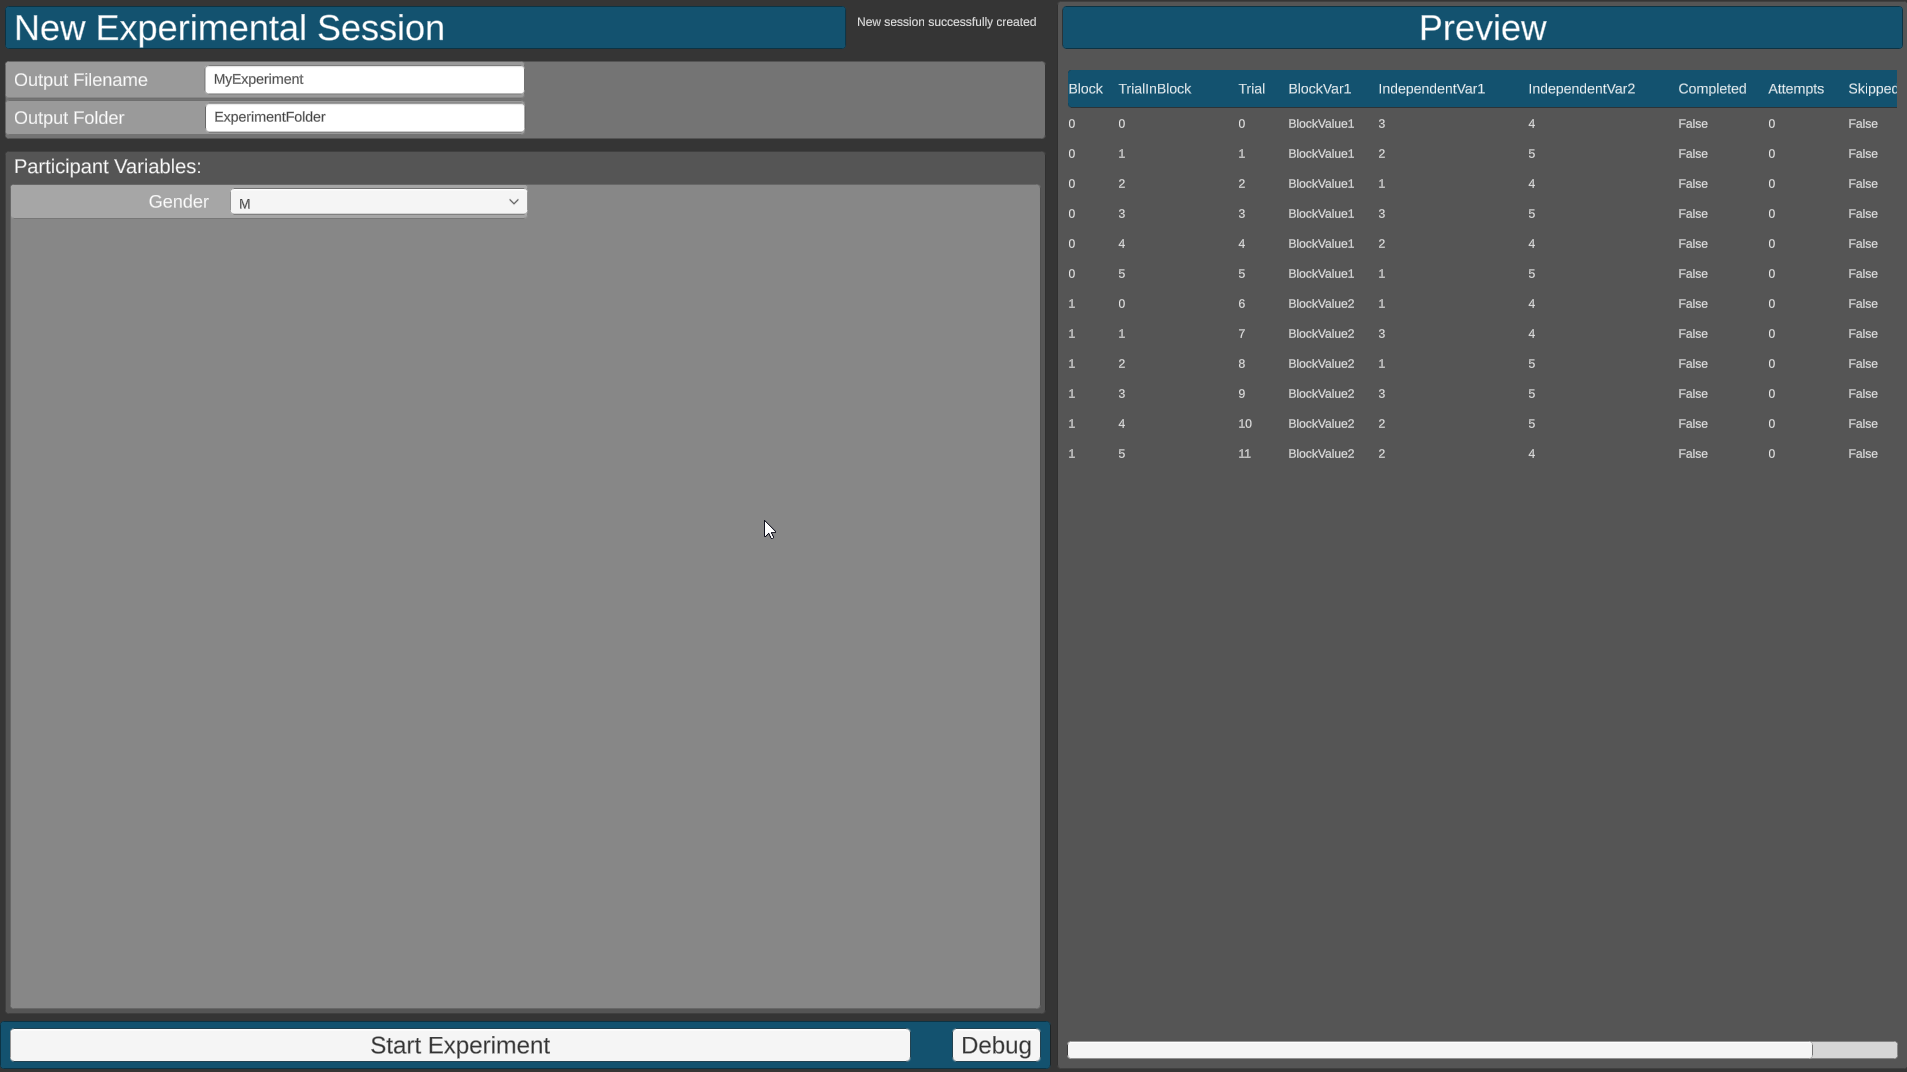 New Experimental Session
New session successfully created
Output Filename MyExperiment
Output Folder ExperimentFolder
Participant Variables:
Gender M
Start Experiment Debug
Preview
Block TrialInBlock Trial BlockVar1 IndependentVar1 IndependentVar2 Completed Attempts Skipped
0 0 0 BlockValue1 3 4 False 0 False
0 1 1 BlockValue1 2 5 False 0 False
0 2 2 BlockValue1 1 4 False 0 False
0 3 3 BlockValue1 3 5 False 0 False
0 4 4 BlockValue1 2 4 False 0 False
0 5 5 BlockValue1 1 5 False 0 False
1 0 6 BlockValue2 1 4 False 0 False
1 1 7 BlockValue2 3 4 False 0 False
1 2 8 BlockValue2 1 5 False 0 False
1 3 9 BlockValue2 3 5 False 0 False
1 4 10 BlockValue2 2 5 False 0 False
1 5 11 BlockValue2 2 4 False 0 False